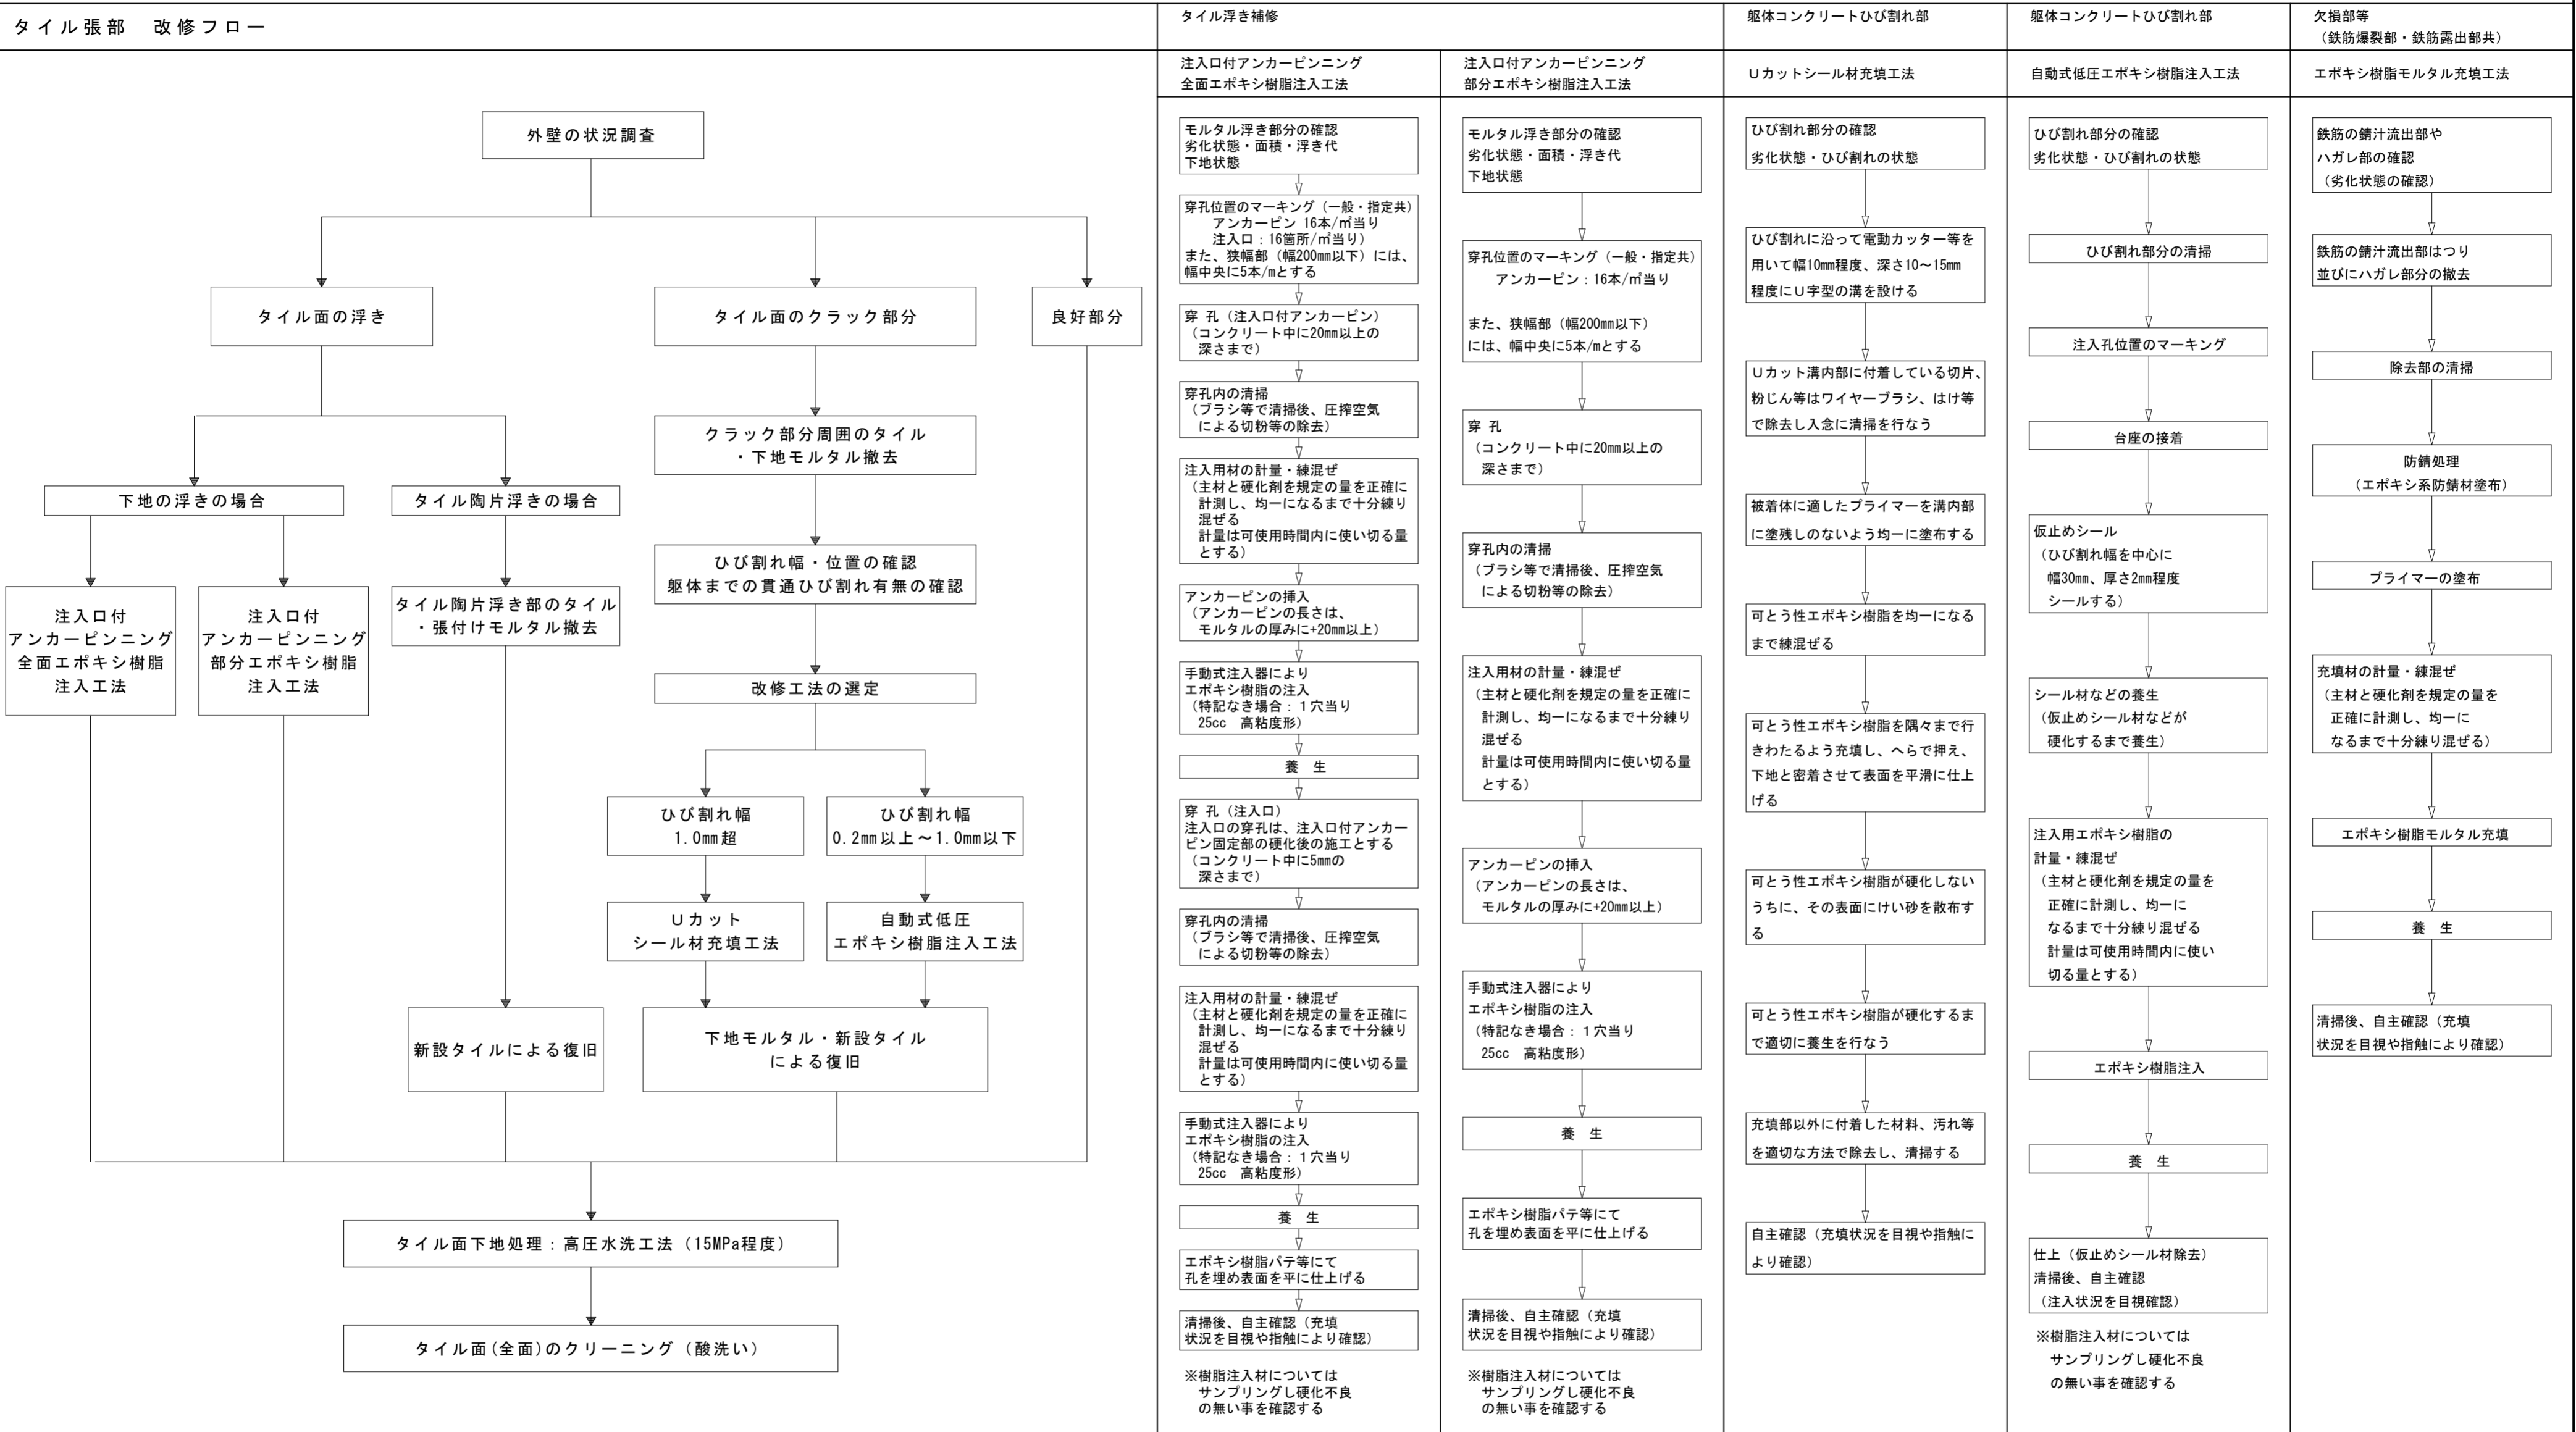 タイル張部　改修フロー
外壁の状況調査
タイル面の浮き
タイル面のクラック部分
良好部分
クラック部分周囲のタイル
・下地モルタル撤去
下地の浮きの場合
タイル陶片浮きの場合
ひび割れ幅・位置の確認
躯体までの貫通ひび割れ有無の確認
注入口付
アンカーピンニング
全面エポキシ樹脂
注入工法
注入口付
アンカーピンニング
部分エポキシ樹脂
注入工法
タイル陶片浮き部のタイル
・張付けモルタル撤去
改修工法の選定
ひび割れ幅
1.0㎜超
ひび割れ幅
0.2㎜以上～1.0㎜以下
Ｕカット
シール材充填工法
自動式低圧
エポキシ樹脂注入工法
新設タイルによる復旧
下地モルタル・新設タイル
による復旧
タイル面下地処理：高圧水洗工法（15MPa程度）
タイル面(全面)のクリーニング（酸洗い）
タイル浮き補修
注入口付アンカーピンニング
全面エポキシ樹脂注入工法
モルタル浮き部分の確認
劣化状態・面積・浮き代
下地状態
穿孔位置のマーキング（一般・指定共）
アンカーピン 16本/㎡当り
注入口：16箇所/㎡当り）
また、狭幅部（幅200㎜以下）には、
幅中央に5本/mとする
穿 孔（注入口付アンカーピン）
（コンクリート中に20㎜以上の
深さまで）
穿孔内の清掃
（ブラシ等で清掃後、圧搾空気
による切粉等の除去）
注入用材の計量・練混ぜ
（主材と硬化剤を規定の量を正確に
計測し、均一になるまで十分練り
混ぜる
計量は可使用時間内に使い切る量
とする）
アンカーピンの挿入
（アンカーピンの長さは、
モルタルの厚みに+20㎜以上）
手動式注入器により
エポキシ樹脂の注入
（特記なき場合：１穴当り
25cc　高粘度形）
養　生
穿 孔（注入口）
注入口の穿孔は、注入口付アンカー
ピン固定部の硬化後の施工とする
（コンクリート中に5㎜の
深さまで）
穿孔内の清掃
（ブラシ等で清掃後、圧搾空気
による切粉等の除去）
注入用材の計量・練混ぜ
（主材と硬化剤を規定の量を正確に
計測し、均一になるまで十分練り
混ぜる
計量は可使用時間内に使い切る量
とする）
手動式注入器により
エポキシ樹脂の注入
（特記なき場合：１穴当り
25cc　高粘度形）
養　生
エポキシ樹脂パテ等にて
孔を埋め表面を平に仕上げる
清掃後、自主確認（充填
状況を目視や指触により確認）
※樹脂注入材については
サンプリングし硬化不良
の無い事を確認する
注入口付アンカーピンニング
部分エポキシ樹脂注入工法
モルタル浮き部分の確認
劣化状態・面積・浮き代
下地状態
穿孔位置のマーキング（一般・指定共）
アンカーピン：16本/㎡当り
また、狭幅部（幅200㎜以下）
には、幅中央に5本/mとする
穿 孔
（コンクリート中に20㎜以上の
深さまで）
穿孔内の清掃
（ブラシ等で清掃後、圧搾空気
による切粉等の除去）
注入用材の計量・練混ぜ
（主材と硬化剤を規定の量を正確に
計測し、均一になるまで十分練り
混ぜる
計量は可使用時間内に使い切る量
とする）
アンカーピンの挿入
（アンカーピンの長さは、
モルタルの厚みに+20㎜以上）
手動式注入器により
エポキシ樹脂の注入
（特記なき場合：１穴当り
25cc　高粘度形）
養　生
エポキシ樹脂パテ等にて
孔を埋め表面を平に仕上げる
清掃後、自主確認（充填
状況を目視や指触により確認）
※樹脂注入材については
サンプリングし硬化不良
の無い事を確認する
躯体コンクリートひび割れ部
Ｕカットシール材充填工法
ひび割れ部分の確認
劣化状態・ひび割れの状態
ひび割れに沿って電動カッター等を
用いて幅10㎜程度、深さ10～15㎜
程度にＵ字型の溝を設ける
Ｕカット溝内部に付着している切片、
粉じん等はワイヤーブラシ、はけ等
で除去し入念に清掃を行なう
被着体に適したプライマーを溝内部
に塗残しのないよう均一に塗布する
可とう性エポキシ樹脂を均一になる
まで練混ぜる
可とう性エポキシ樹脂を隅々まで行
きわたるよう充填し、へらで押え、
下地と密着させて表面を平滑に仕上
げる
可とう性エポキシ樹脂が硬化しない
うちに、その表面にけい砂を散布す
る
可とう性エポキシ樹脂が硬化するま
で適切に養生を行なう
充填部以外に付着した材料、汚れ等
を適切な方法で除去し、清掃する
自主確認（充填状況を目視や指触に
より確認）
躯体コンクリートひび割れ部
自動式低圧エポキシ樹脂注入工法
ひび割れ部分の確認
劣化状態・ひび割れの状態
ひび割れ部分の清掃
注入孔位置のマーキング
台座の接着
仮止めシール
（ひび割れ幅を中心に
幅30㎜、厚さ2㎜程度
シールする）
シール材などの養生
（仮止めシール材などが
硬化するまで養生）
注入用エポキシ樹脂の
計量・練混ぜ
（主材と硬化剤を規定の量を
正確に計測し、均一に
なるまで十分練り混ぜる
計量は可使用時間内に使い
切る量とする）
エポキシ樹脂注入
養　生
仕上（仮止めシール材除去）
清掃後、自主確認
（注入状況を目視確認）
※樹脂注入材については
サンプリングし硬化不良
の無い事を確認する
欠損部等
（鉄筋爆裂部・鉄筋露出部共）
エポキシ樹脂モルタル充填工法
鉄筋の錆汁流出部や
ハガレ部の確認
（劣化状態の確認）
鉄筋の錆汁流出部はつり
並びにハガレ部分の撤去
除去部の清掃
防錆処理
（エポキシ系防錆材塗布）
プライマーの塗布
充填材の計量・練混ぜ
（主材と硬化剤を規定の量を
正確に計測し、均一に
なるまで十分練り混ぜる）
エポキシ樹脂モルタル充填
養　生
清掃後、自主確認（充填
状況を目視や指触により確認）